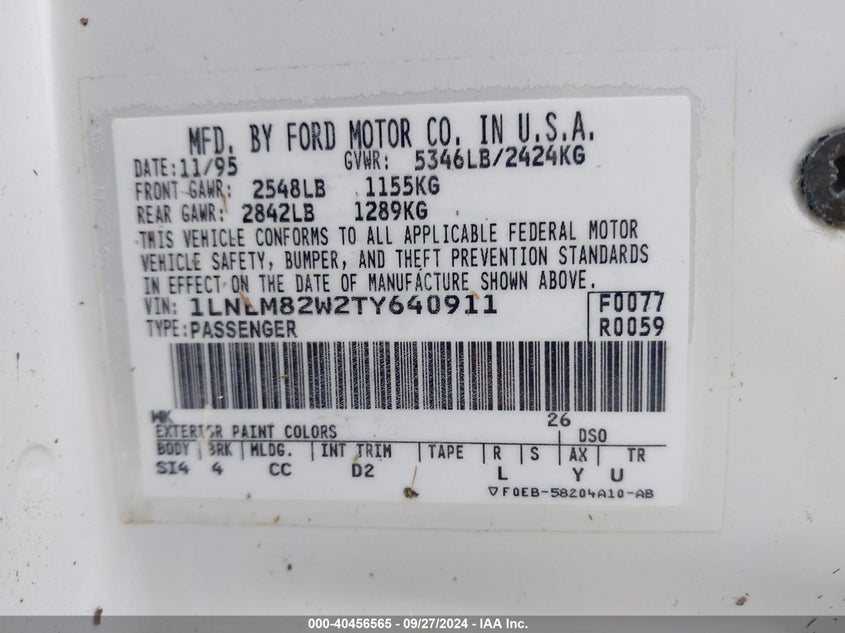 MFD. BY FORD MOTOR CO. IN U.S.A.
DATE: 11/95 GVWR: 5346LB/2424KG
FRONT GAWR: 2548LB 1155KG
REAR GAWR: 2842LB 1289KG
THIS VEHICLE CONFORMS TO ALL APPLICABLE FEDERAL MOTOR
VEHICLE SAFETY, BUMPER, AND THEFT PREVENTION STANDARDS
IN EFFECT ON THE DATE OF MANUFACTURE SHOWN ABOVE.
VIN: 1LNLM82W2TY640911 F0077
TYPE: PASSENGER R0059
WK 26
EXTERIOR PAINT COLORS DSO
BODY BRK MLDG. INT TRIM TAPE R S AX TR
SI4 4 CC D2 L Y U
▽F0EB-58204A10-AB
000-40456565 - 09/27/2024 - IAA Inc.